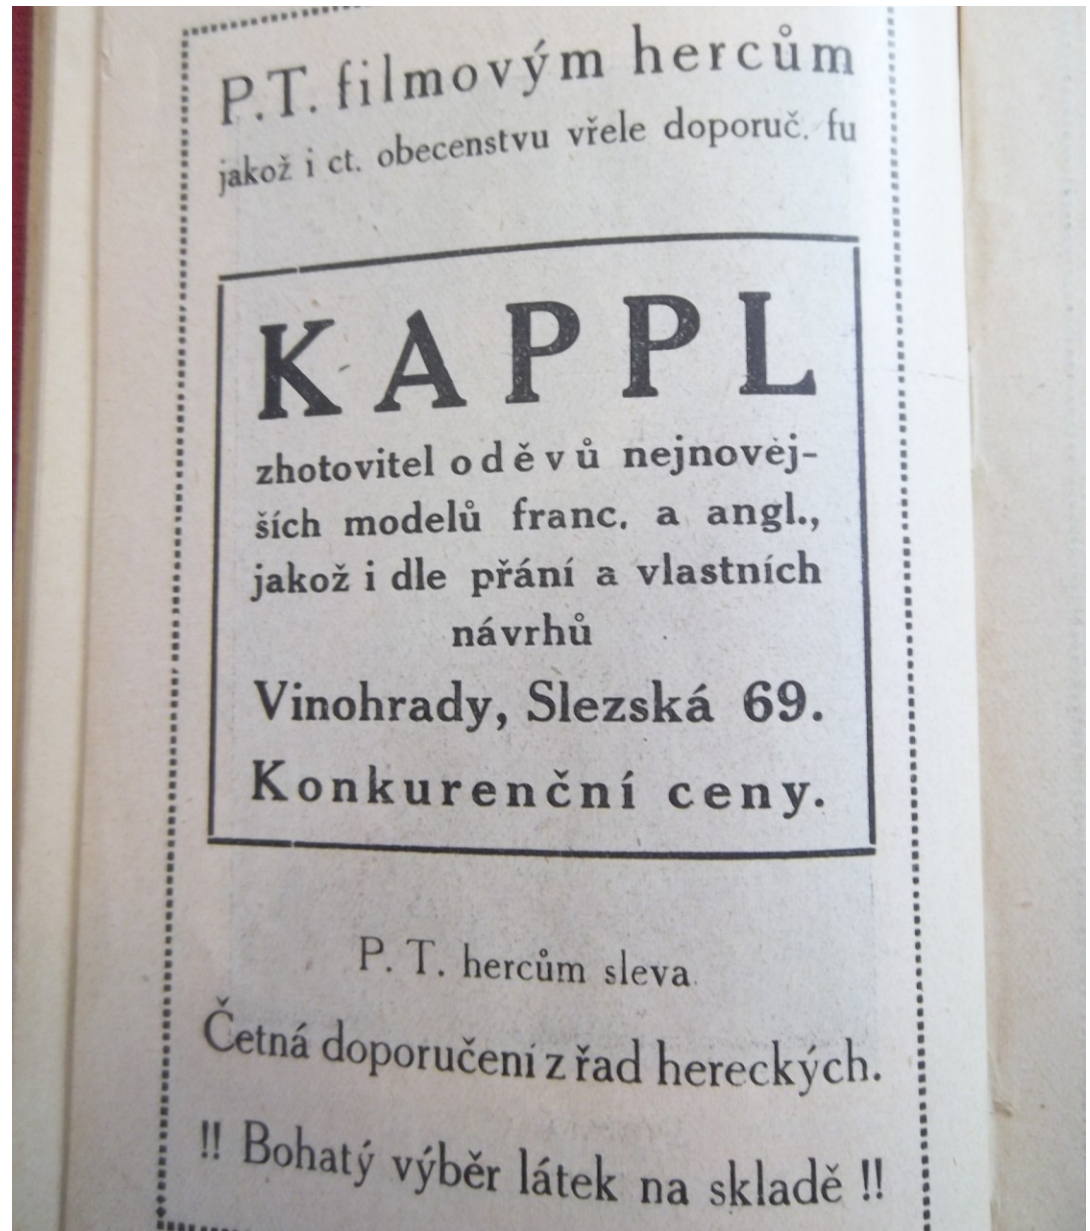 P.T. filmovým hercům
jakož i ct. obecenstvu vřele doporuč. fu
KAPPL
zhotovitel oděvů nejnověj-
ších modelů franc. a angl.,
jakož i dle přání a vlastních
návrhů
Vinohrady, Slezská 69.
Konkurenční ceny.
P. T. hercům sleva.
Četná doporučení z řad hereckých.
!! Bohatý výběr látek na skladě !!